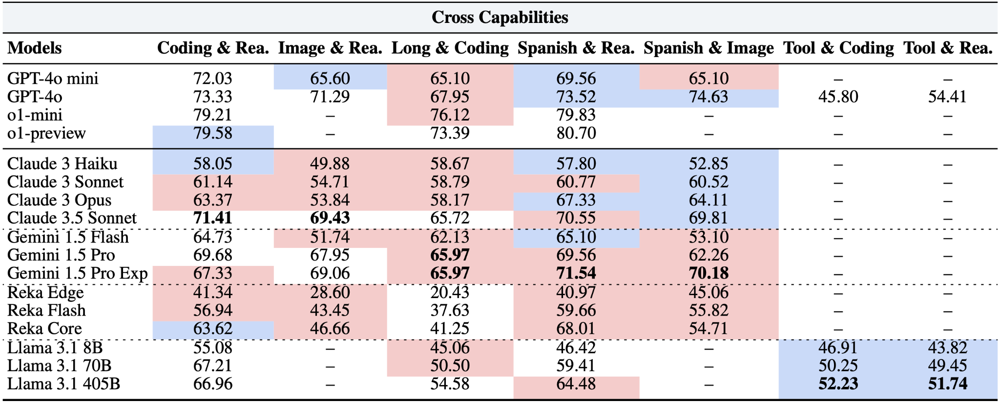 Cross Capabilities
Models Coding & Rea. Image & Rea. Long & Coding Spanish & Rea. Spanish & Image Tool & Coding Tool & Rea.
GPT-4o mini 72.03 65.60 65.10 69.56 65.10 – –
GPT-4o 73.33 71.29 67.95 73.52 74.63 45.80 54.41
o1-mini 79.21 – 76.12 79.83 – – –
o1-preview 79.58 – 73.39 80.70 – – –
Claude 3 Haiku 58.05 49.88 58.67 57.80 52.85 – –
Claude 3 Sonnet 61.14 54.71 58.79 60.77 60.52 – –
Claude 3 Opus 63.37 53.84 58.17 67.33 64.11 – –
Claude 3.5 Sonnet 71.41 69.43 65.72 70.55 69.81 – –
Gemini 1.5 Flash 64.73 51.74 62.13 65.10 53.10 – –
Gemini 1.5 Pro 69.68 67.95 65.97 69.56 62.26 – –
Gemini 1.5 Pro Exp 67.33 69.06 65.97 71.54 70.18 – –
Reka Edge 41.34 28.60 20.43 40.97 45.06 – –
Reka Flash 56.94 43.45 37.63 59.66 55.82 – –
Reka Core 63.62 46.66 41.25 68.01 54.71 – –
Llama 3.1 8B 55.08 – 45.06 46.42 – 46.91 43.82
Llama 3.1 70B 67.21 – 50.50 59.41 – 50.25 49.45
Llama 3.1 405B 66.96 – 54.58 64.48 – 52.23 51.74